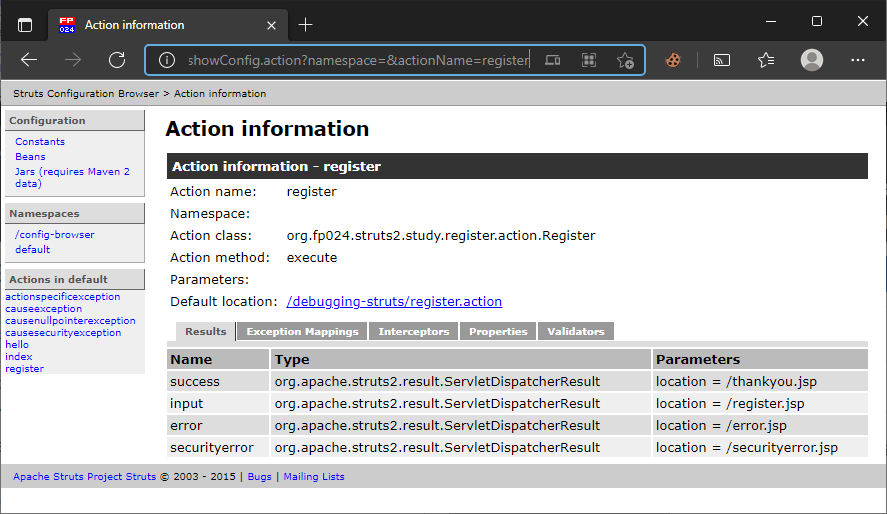 FP
024
Action information
showConfig.action?namespace=&actionName=register
Struts Configuration Browser > Action information
Configuration
Constants
Beans
Jars (requires Maven 2
data)
Namespaces
/config-browser
default
Actions in default
actionspecificexception
causeexception
causenullpointerexception
causesecurityexception
hello
index
register
Action information
Action information - register
Action name: register
Namespace:
Action class: org.fp024.struts2.study.register.action.Register
Action method: execute
Parameters:
Default location: /debugging-struts/register.action
Results Exception Mappings Interceptors Properties Validators
Name Type Parameters
success org.apache.struts2.result.ServletDispatcherResult location = /thankyou.jsp
input org.apache.struts2.result.ServletDispatcherResult location = /register.jsp
error org.apache.struts2.result.ServletDispatcherResult location = /error.jsp
securityerror org.apache.struts2.result.ServletDispatcherResult location = /securityerror.jsp
Apache Struts Project Struts © 2003 - 2015 | Bugs | Mailing Lists